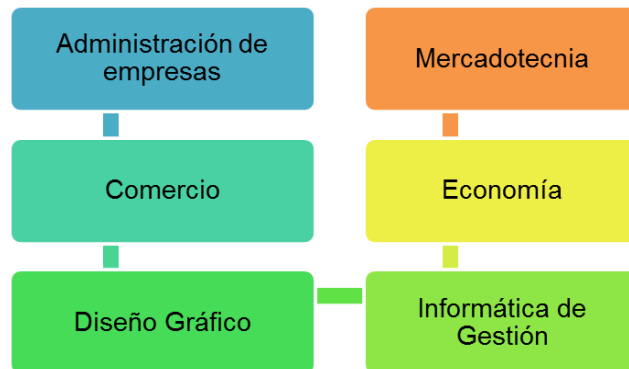 Administración de
empresas
Comercio
Diseño Gráfico
Informática de
Gestión
Economía
Mercadotecnia